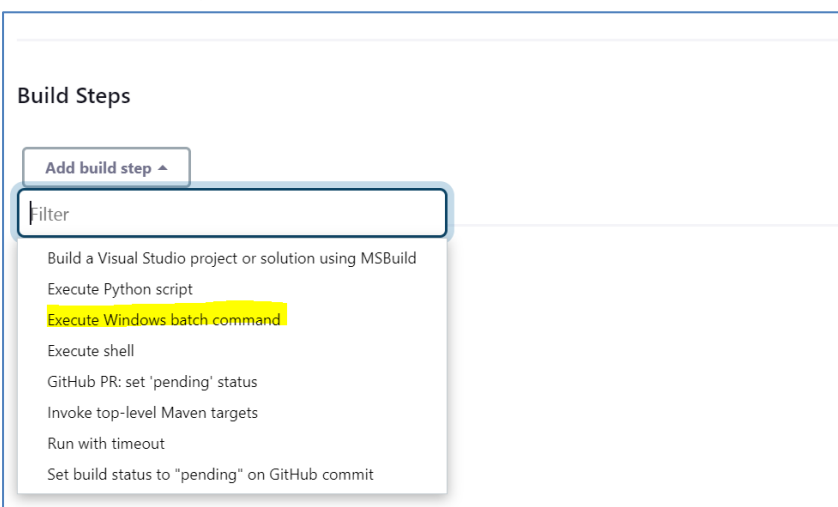 Build Steps
Add build step
Filter
Build a Visual Studio project or solution using MSBuild
Execute Python script
Execute Windows batch command
Execute shell
GitHub PR: set 'pending' status
Invoke top-level Maven targets
Run with timeout
Set build status to "pending" on GitHub commit